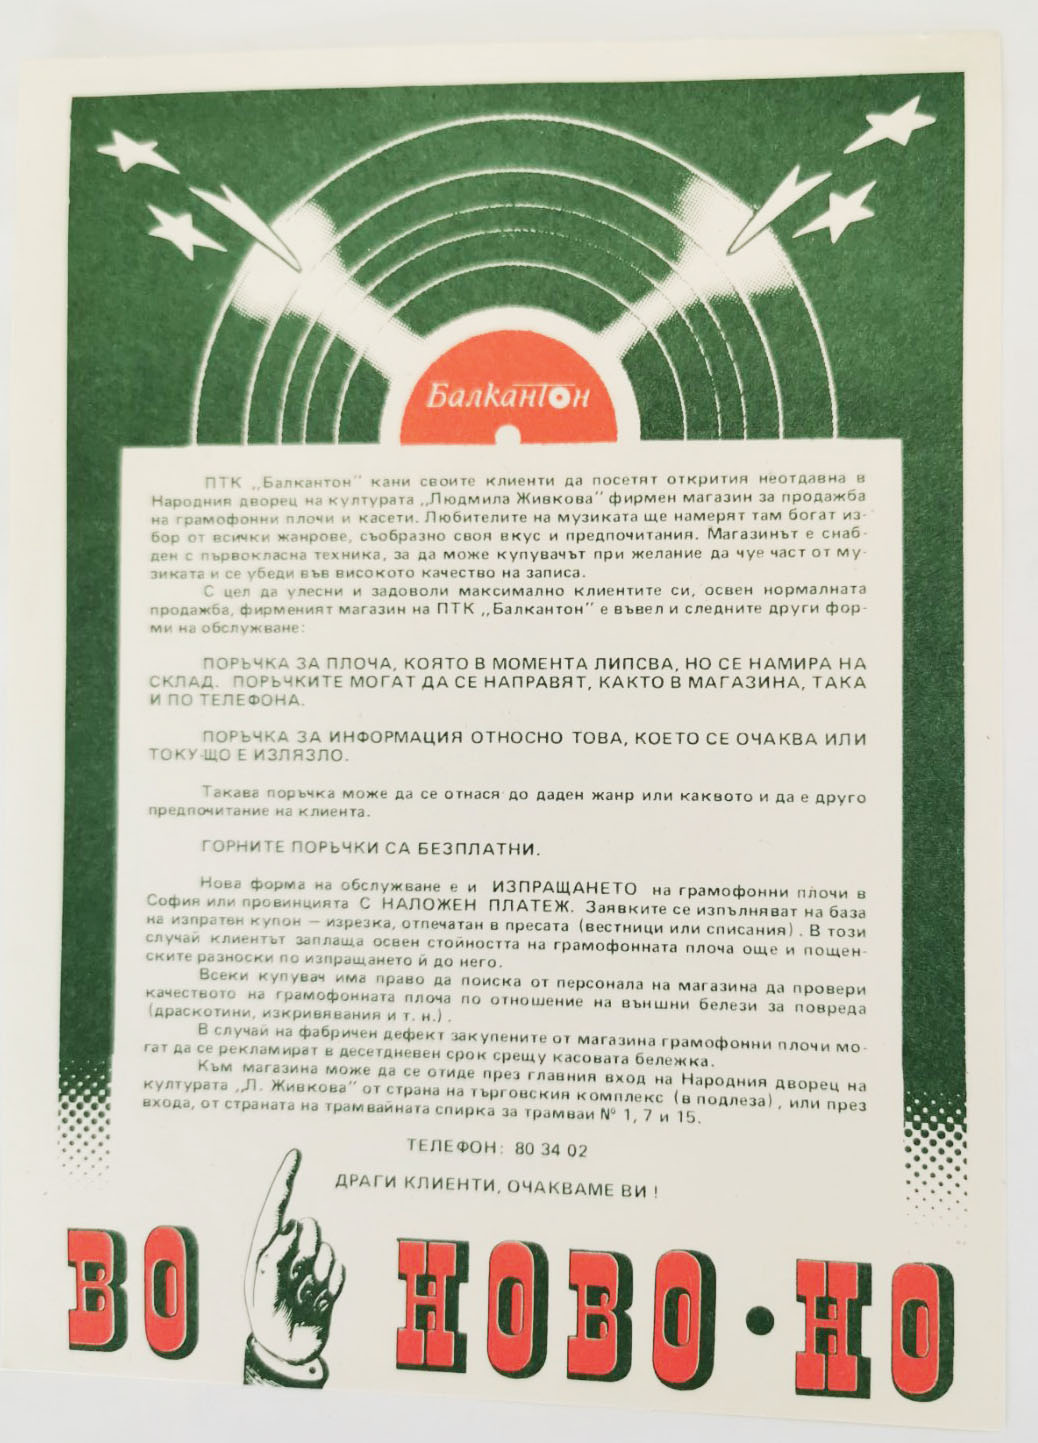 Балкантон
ПТК „Балкантон” кани своите клиенти да посетят открития неотдавна в
Народния дворец на културата „Людмила Живкова” фирмен магазин за продажба
на грамофонни плочи и касети. Любителите на музиката ще намерят там богат из-
бор от всички жанрове, съобразно своя вкус и предпочитания. Магазинът е снаб-
ден с първокласна техника, за да може купувачът при желание да чуе част от му-
зиката и се убеди във високото качество на записа.
С цел да улесни и задоволи максимално клиентите си, освен нормалната
продажба, фирменият магазин на ПТК „Балкантон” е въвел и следните други фор-
ми на обслужване:
ПОРЪЧКА ЗА ПЛОЧА, КОЯТО В МОМЕНТА ЛИПСВА, НО СЕ НАМИРА НА
СКЛАД. ПОРЪЧКИТЕ МОГАТ ДА СЕ НАПРАВЯТ, КАКТО В МАГАЗИНА, ТАКА
И ПО ТЕЛЕФОНА.
ПОРЪЧКА ЗА ИНФОРМАЦИЯ ОТНОСНО ТОВА, КОЕТО СЕ ОЧАКВА ИЛИ
ТОКУ-ЩО Е ИЗЛЯЗЛО.
Такава поръчка може да се отнася до даден жанр или каквото и да е друго
предпочитание на клиента.
ГОРНИТЕ ПОРЪЧКИ СА БЕЗПЛАТНИ.
Нова форма на обслужване е и ИЗПРАЩАНЕТО на грамофонни плочи в
София или провинцията С НАЛОЖЕН ПЛАТЕЖ. Заявките се изпълняват на база
на изпратен купон — изрезка, отпечатан в пресата (вестници или списания). В този
случай клиентът заплаща освен стойността на грамофонната плоча още и пощен-
ските разноски по изпращането ѝ до него.
Всеки купувач има право да поиска от персонала на магазина да провери
качеството на грамофонната плоча по отношение на външни белези за повреда
(драскотини, изкривявания и т. н.).
В случай на фабричен дефект закупените от магазина грамофонни плочи мо-
гат да се рекламират в десетдневен срок срещу касовата бележка.
Към магазина може да се отиде през главния вход на Народния дворец на
културата „Л. Живкова” от страна на търговския комплекс (в подлеза), или през
входа, от страната на трамвайната спирка за трамваи № 1, 7 и 15.
ТЕЛЕФОН: 80 34 02
ДРАГИ КЛИЕНТИ, ОЧАКВАМЕ ВИ !
ВО НОВО • НО